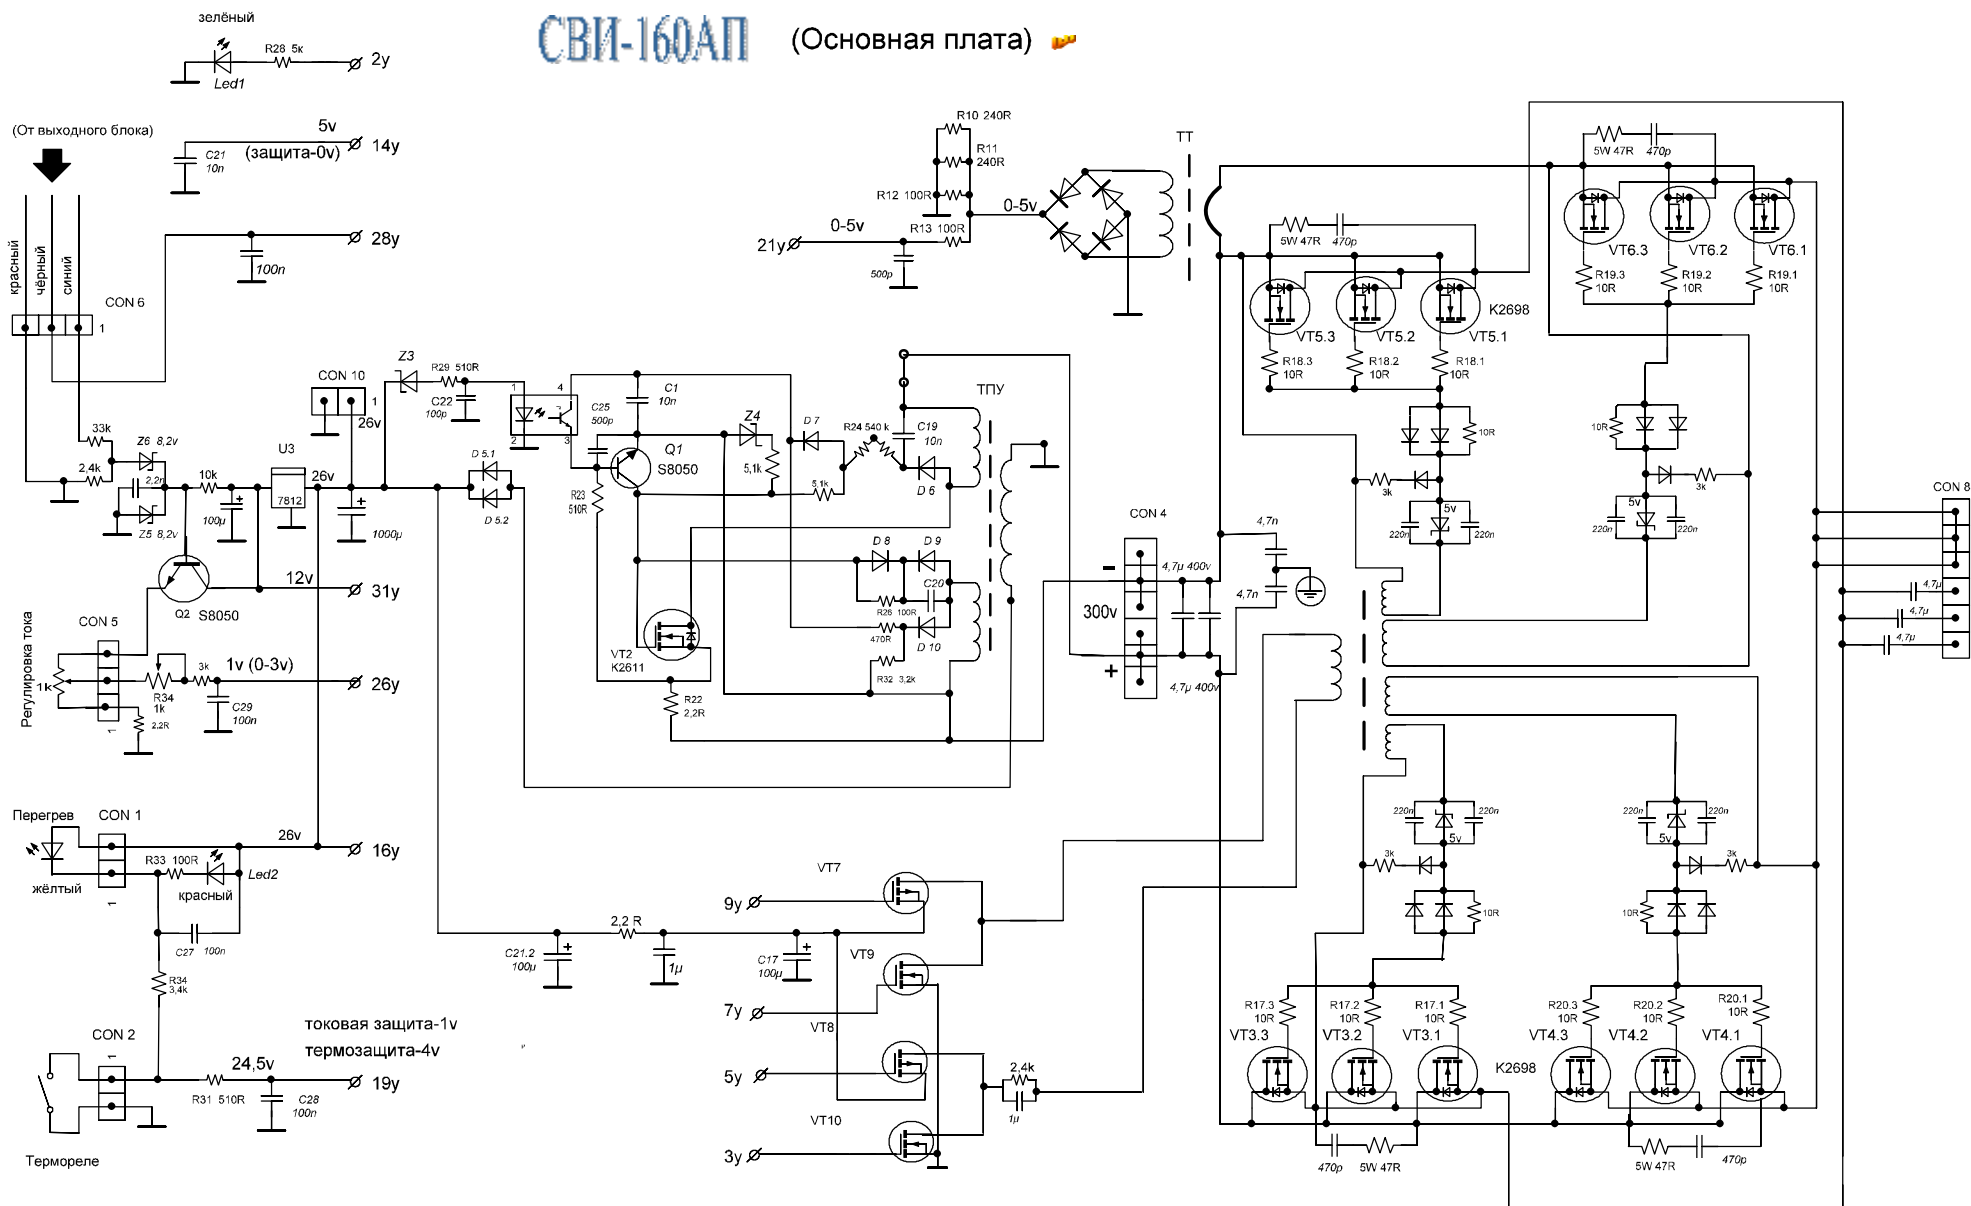 СВИ-160АП
(Основная плата)
зелёный
R28 5к
Led1
2у
(От выходного блока)
5v
(защита-0v)
14у
C21
10n
28у
100n
красный
чёрный
синий
CON 6
1
33k
2,4k
Z6 8,2v
2,2n
Z5 8,2v
10k
100µ
U3
7812
26v
CON 10
1
26v
1000µ
Q2
S8050
12v
31у
Z3
R29 510R
C22
100p
1
4
2
3
C25
500p
C1
10n
Q1
S8050
R23
510R
Z4
5,1k
D 7
5,1k
R24 540 k
C19
10n
D 6
ТПУ
D 5.1
D 5.2
D 8
D 9
C20
R26 100R
470R
D 10
R32 3,2k
VT2
K2611
R22
2,2R
R10 240R
R11
240R
R12 100R
R13 100R
0-5v
0-5v
21у
500p
ТТ
5W 47R
470p
VT5.3
VT5.2
VT5.1
K2698
R18.3
10R
R18.2
10R
R18.1
10R
10R
3k
5v
220n
220n
5W 47R
470p
VT6.3
VT6.2
VT6.1
R19.3
10R
R19.2
10R
R19.1
10R
10R
3k
5v
220n
220n
CON 8
4,7µ
4,7µ
4,7µ
CON 4
-
300v
+
4,7µ 400v
4,7µ 400v
4,7n
4,7n
Регулировка тока
CON 5
1k
1
R34
1k
2,2R
3k
1v (0-3v)
C29
100n
26у
Перегрев
CON 1
жёлтый
1
26v
16у
R33 100R
Led2
красный
C27 100n
R34
3,4k
CON 2
1
Термореле
токовая защита-1v
термозащита-4v
24,5v
19у
R31 510R
C28
100n
C21.2
100µ
2,2 R
1µ
C17
100µ
VT7
9у
VT9
7у
VT8
5у
VT10
3у
2,4k
1µ
220n
220n
5v
3k
10R
220n
220n
5v
3k
10R
R17.3
10R
R17.2
10R
R17.1
10R
VT3.3
VT3.2
VT3.1
K2698
R20.3
10R
R20.2
10R
R20.1
10R
VT4.3
VT4.2
VT4.1
470p
5W 47R
5W 47R
470p